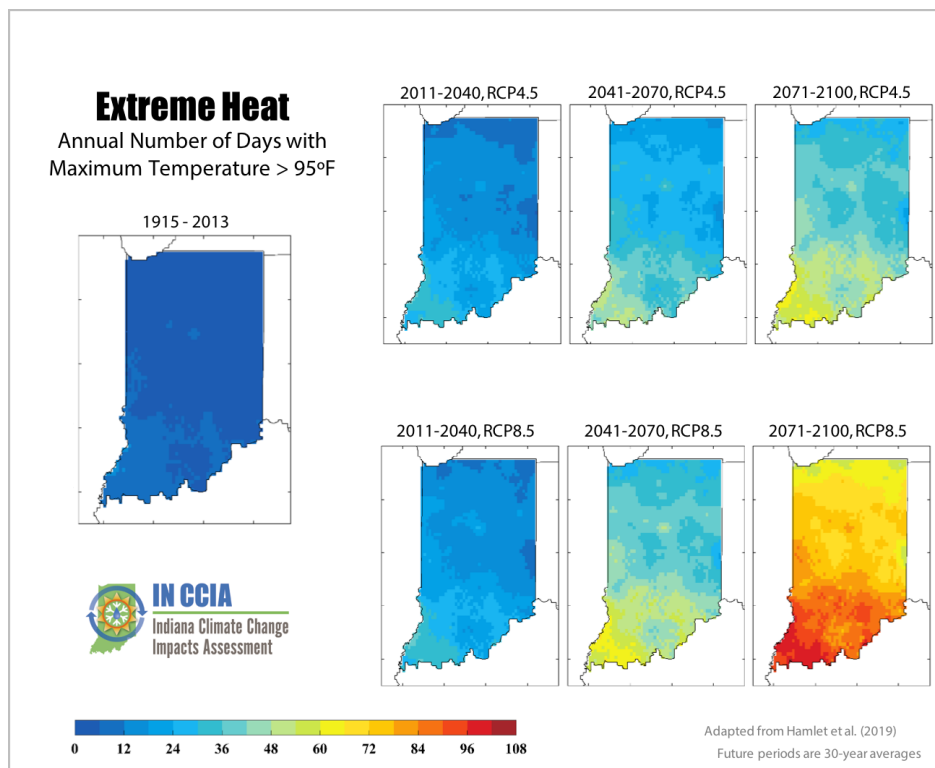 Extreme Heat
Annual Number of Days with
Maximum Temperature > 95ºF
1915 - 2013
2011-2040, RCP4.5
2041-2070, RCP4.5
2071-2100, RCP4.5
2011-2040, RCP8.5
2041-2070, RCP8.5
2071-2100, RCP8.5
IN CCIA
Indiana Climate Change
Impacts Assessment
0 12 24 36 48 60 72 84 96 108
Adapted from Hamlet et al. (2019)
Future periods are 30-year averages